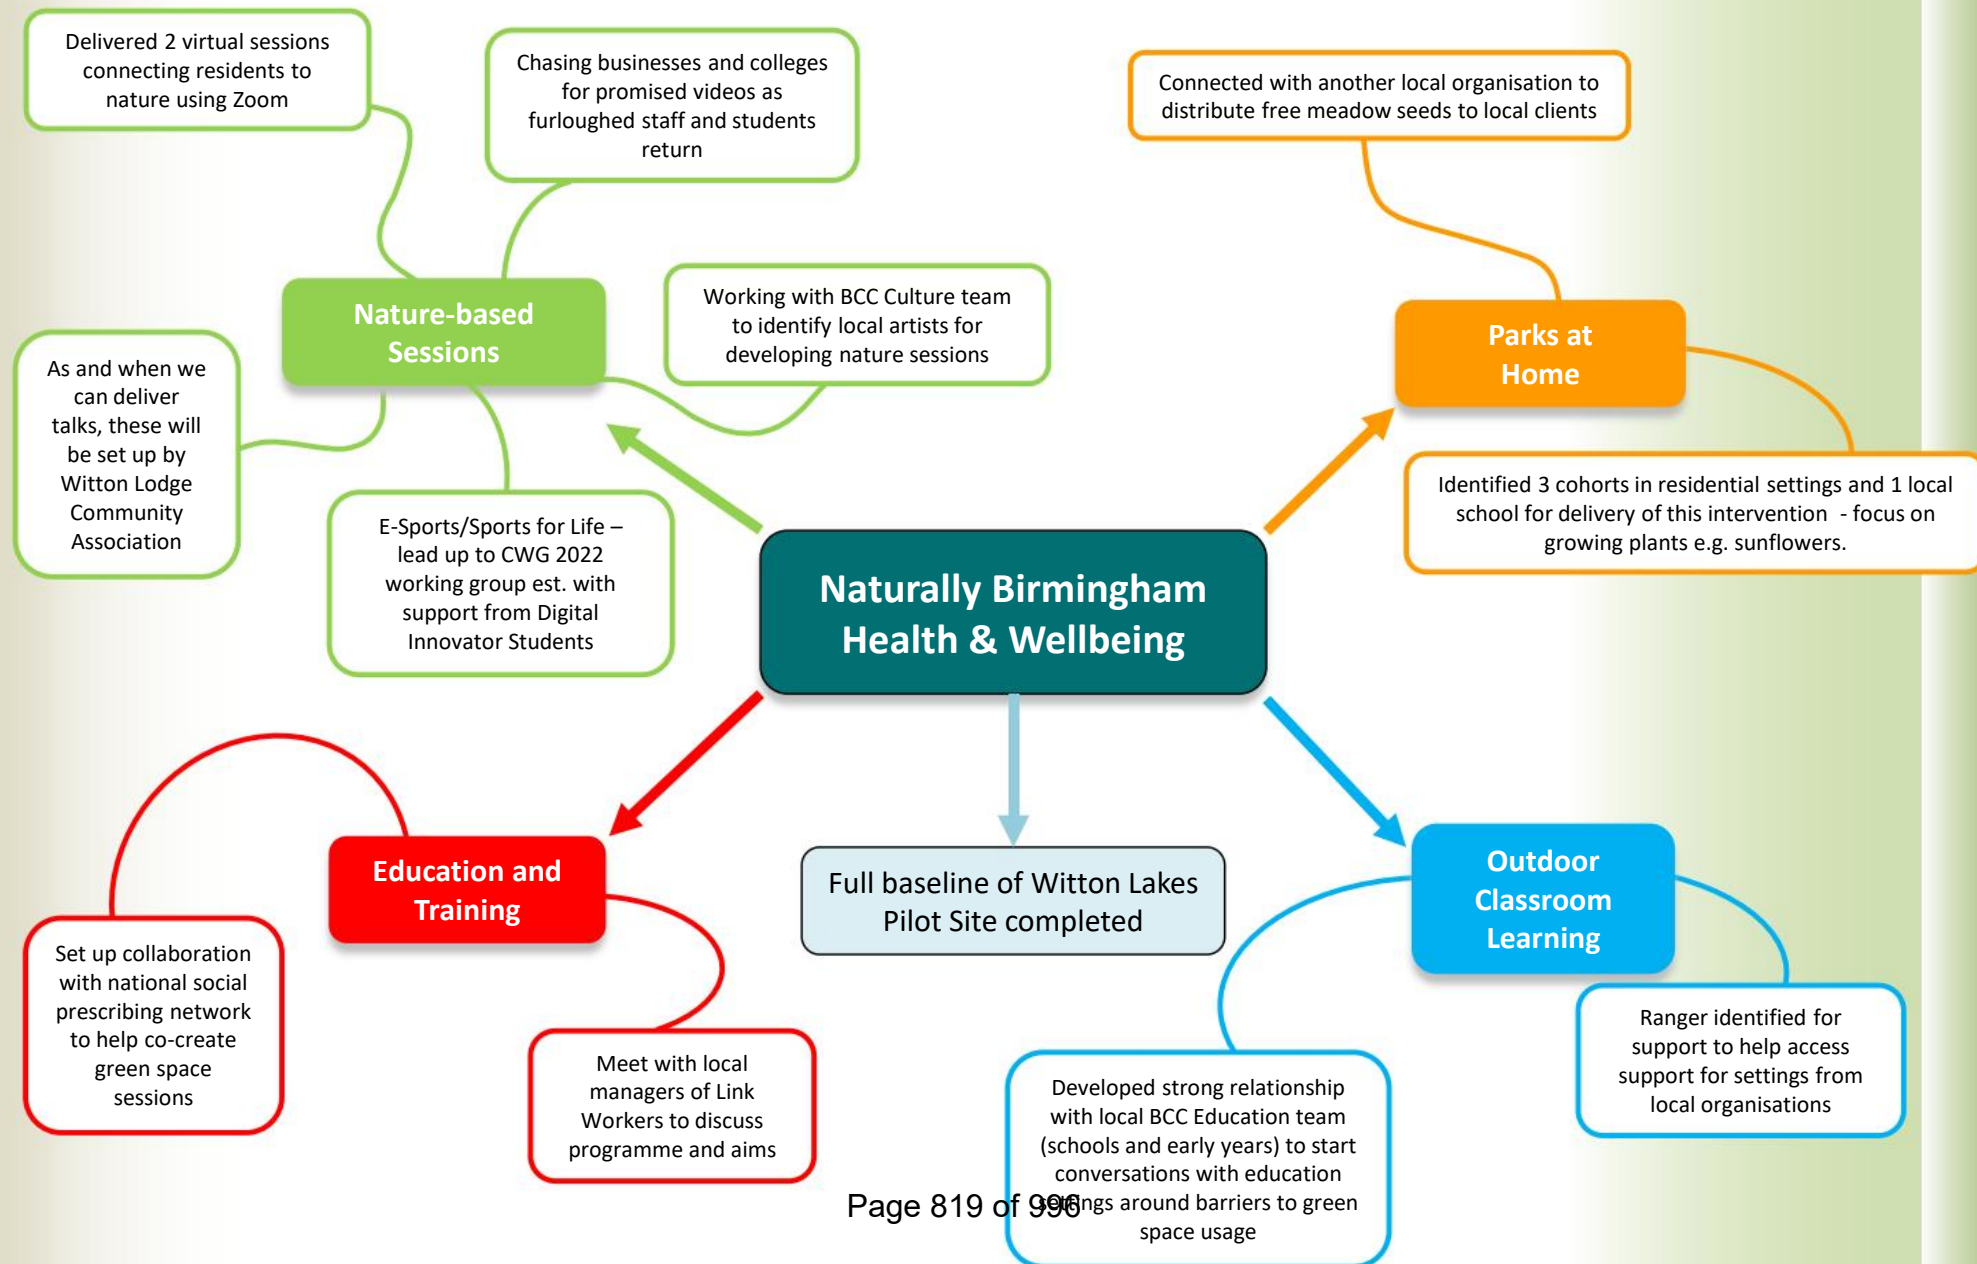 Delivered 2 virtual sessions
connecting residents to
nature using Zoom
Chasing businesses and colleges
for promised videos as
furloughed staff and students
return
Connected with another local organisation to
distribute free meadow seeds to local clients
Nature-based
Sessions
Working with BCC Culture team
to identify local artists for
developing nature sessions
Parks at
Home
As and when we
can deliver
talks, these will
be set up by
Witton Lodge
Community
Association
E-Sports/Sports for Life –
lead up to CWG 2022
working group est. with
support from Digital
Innovator Students
Identified 3 cohorts in residential settings and 1 local
school for delivery of this intervention - focus on
growing plants e.g. sunflowers.
Naturally Birmingham
Health & Wellbeing
Education and
Training
Full baseline of Witton Lakes
Pilot Site completed
Outdoor
Classroom
Learning
Set up collaboration
with national social
prescribing network
to help co-create
green space
sessions
Meet with local
managers of Link
Workers to discuss
programme and aims
Developed strong relationship
with local BCC Education team
(schools and early years) to start
conversations with education
settings around barriers to green
space usage
Ranger identified for
support to help access
support for settings from
local organisations
Page 819 of 996